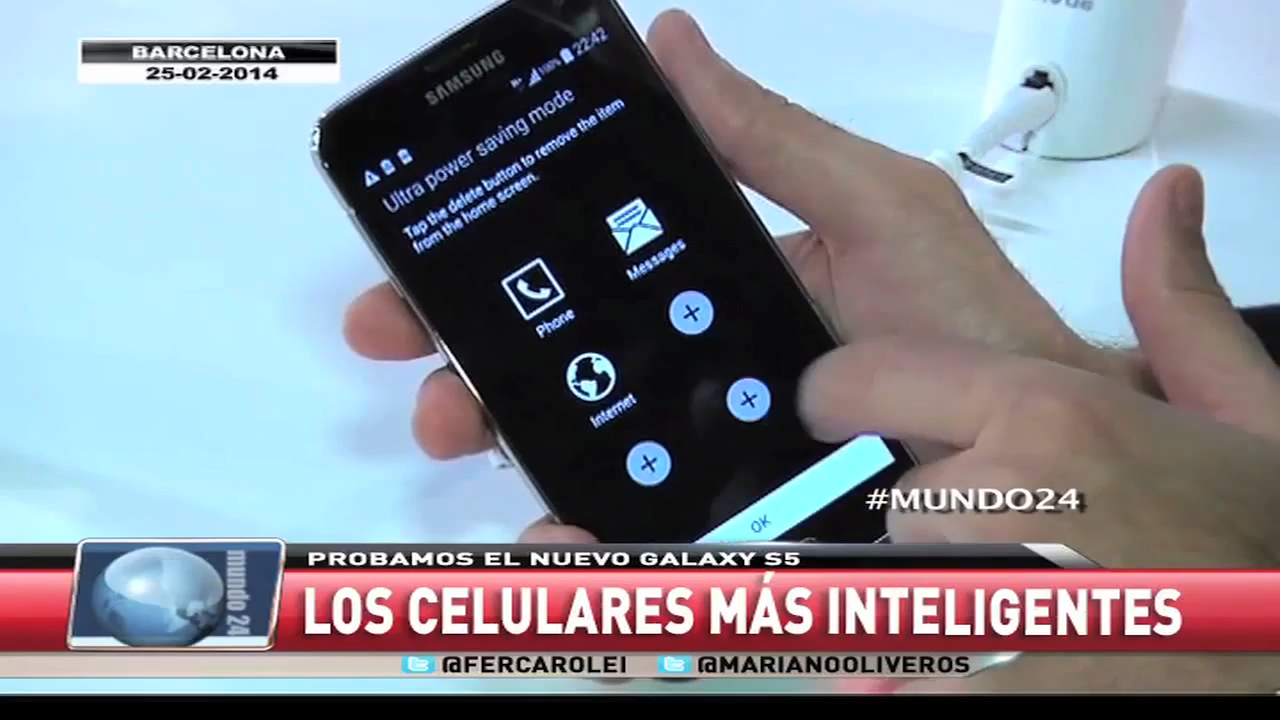 BARCELONA
25-02-2014
SAMSUNG
100% 22:42
Ultra power saving mode
Tap the delete button to remove the item
from the home screen.
Phone
Messages
Internet
OK
#MUNDO24
mundo 24
PROBAMOS EL NUEVO GALAXY S5
LOS CELULARES MÁS INTELIGENTES
@FERCAROLEI @MARIANOOLIVEROS